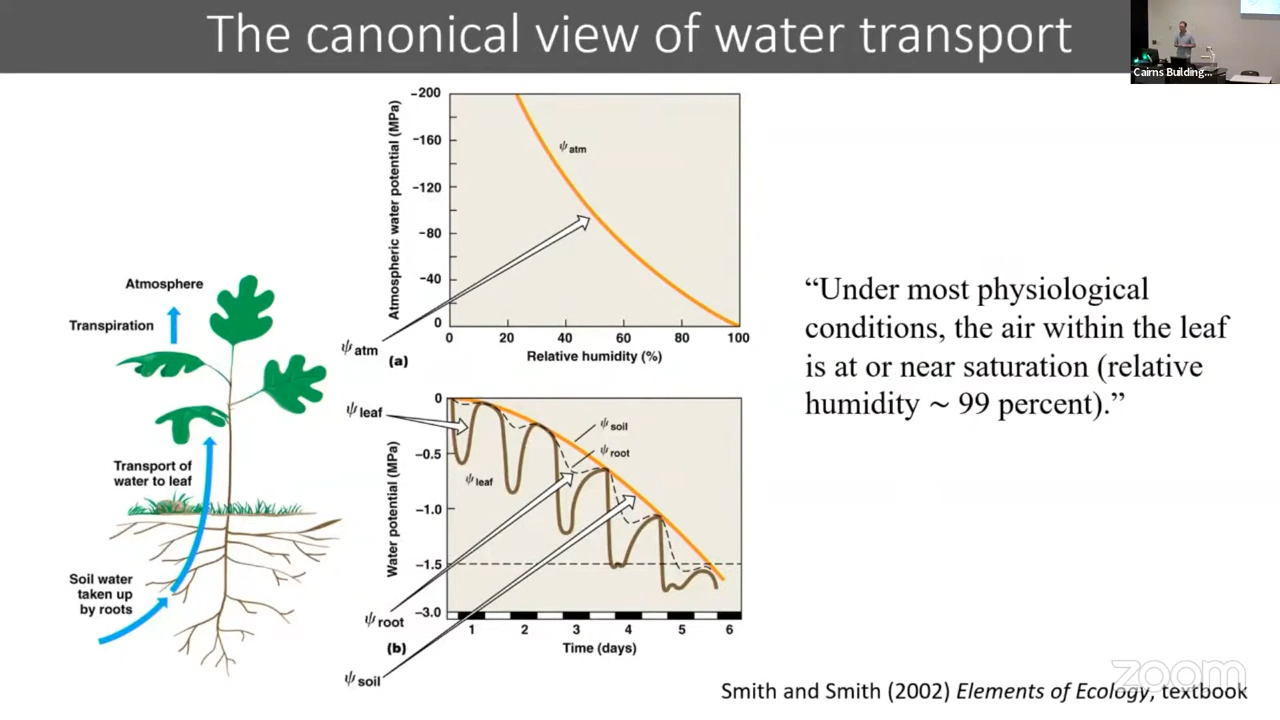 The canonical view of water transport
Cairns Building...
Atmosphere
Transpiration
Transport of
water to leaf
Soil water
taken up
by roots
Atmospheric water potential (MPa)
−200
−160
−120
−80
−40
0
ψ atm
0 20 40 60 80 100
Relative humidity (%)
ψ atm
(a)
ψ leaf
Water potential (MPa)
0
−0.5
−1.0
−1.5
−3.0
ψ soil
ψ root
ψ leaf
1 2 3 4 5 6
Time (days)
ψ root
(b)
ψ soil
“Under most physiological
conditions, the air within the leaf
is at or near saturation (relative
humidity ~ 99 percent).”
Smith and Smith (2002) Elements of Ecology, textbook
zoom